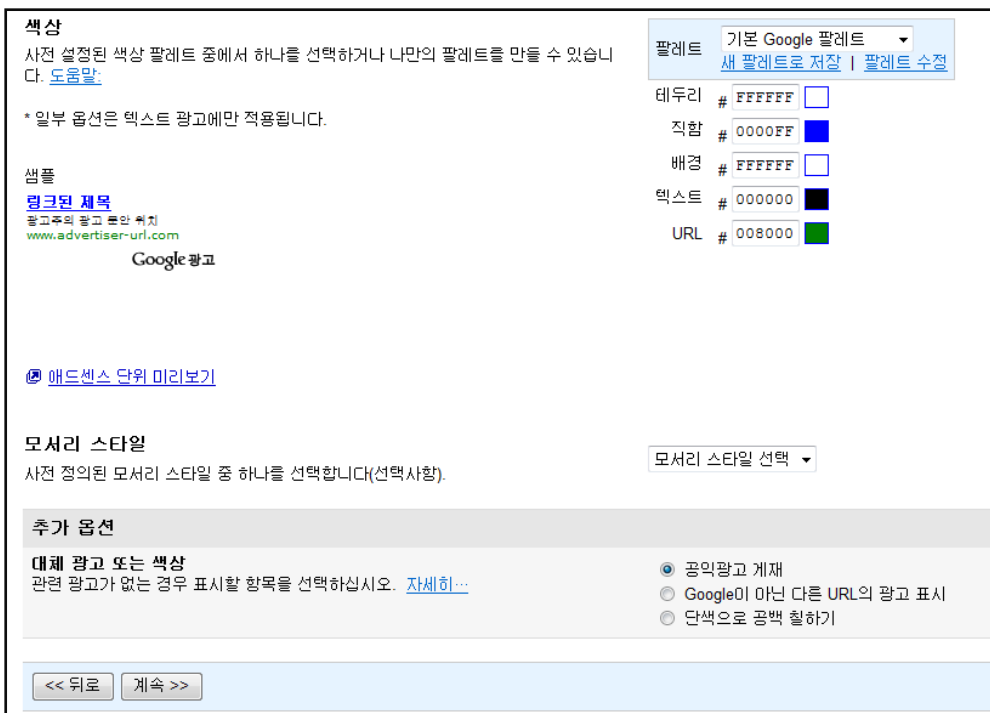 색상
사전 설정된 색상 팔레트 중에서 하나를 선택하거나 나만의 팔레트를 만들 수 있습니
다. 도움말:
* 일부 옵션은 텍스트 광고에만 적용됩니다.
샘플
링크된 제목
광고주의 광고 문안 위치
www.advertiser-url.com
Google 광고
팔레트 기본 Google 팔레트
새 팔레트로 저장 | 팔레트 수정
테두리 # FFFFFF
직함 # 0000FF
배경 # FFFFFF
텍스트 # 000000
URL # 008000
애드센스 단위 미리보기
모서리 스타일
사전 정의된 모서리 스타일 중 하나를 선택합니다(선택사항).
모서리 스타일 선택
추가 옵션
대체 광고 또는 색상
관련 광고가 없는 경우 표시할 항목을 선택하십시오. 자세히…
공익광고 게재
Google이 아닌 다른 URL의 광고 표시
단색으로 공백 칠하기
<< 뒤로 계속 >>